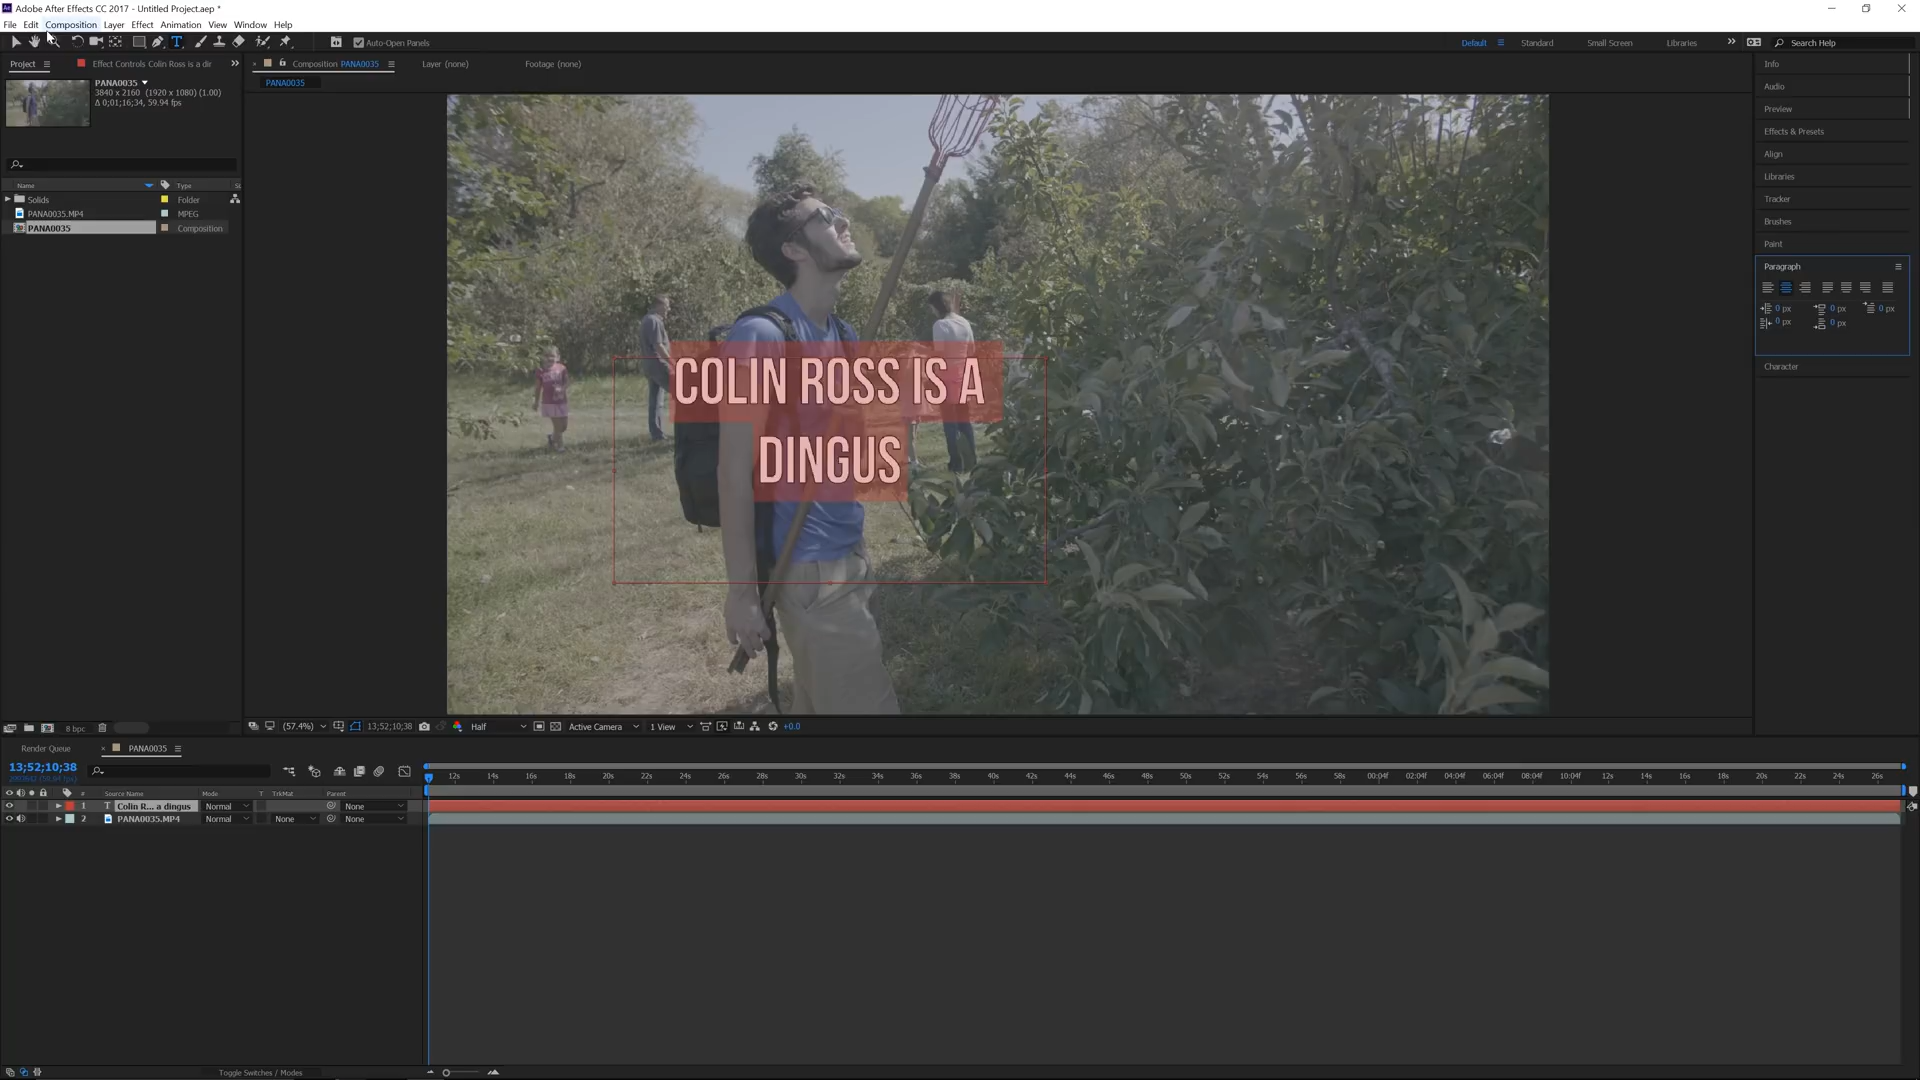 Adobe After Effects CC 2017 - Untitled Project.aep *
File Edit Composition Layer Effect Animation View Window Help
Auto-Open Panels
Default Standard Small Screen Libraries Search Help
Project Effect Controls Colin Ross is a dir
Composition PANA0035 Layer (none) Footage (none)
PANA0035
PANA0035
3840 x 2160 (1920 x 1080) (1.00)
Δ 0;01;16;34, 59.94 fps
Name Type
Solids Folder
PANA0035.MP4 MPEG
PANA0035 Composition
COLIN ROSS IS A
DINGUS
Info
Audio
Preview
Effects & Presets
Align
Libraries
Tracker
Brushes
Paint
Paragraph
0 px 0 px 0 px
0 px 0 px
Character
8 bpc
(57.4%) 13;52;10;38 Half Active Camera 1 View +0.0
Render Queue PANA0035
13;52;10;38
12s 14s 16s 18s 20s 22s 24s 26s 28s 30s 32s 34s 36s 38s 40s 42s 44s 46s 48s 50s 52s 54s 56s 58s 00:04f 02:04f 04:04f 06:04f 08:04f 10:04f 12s 14s 16s 18s 20s 22s 24s 26s
# Source Name Mode T TrkMat Parent
1 T Colin R... a dingus Normal None
2 PANA0035.MP4 Normal None None
Toggle Switches / Modes